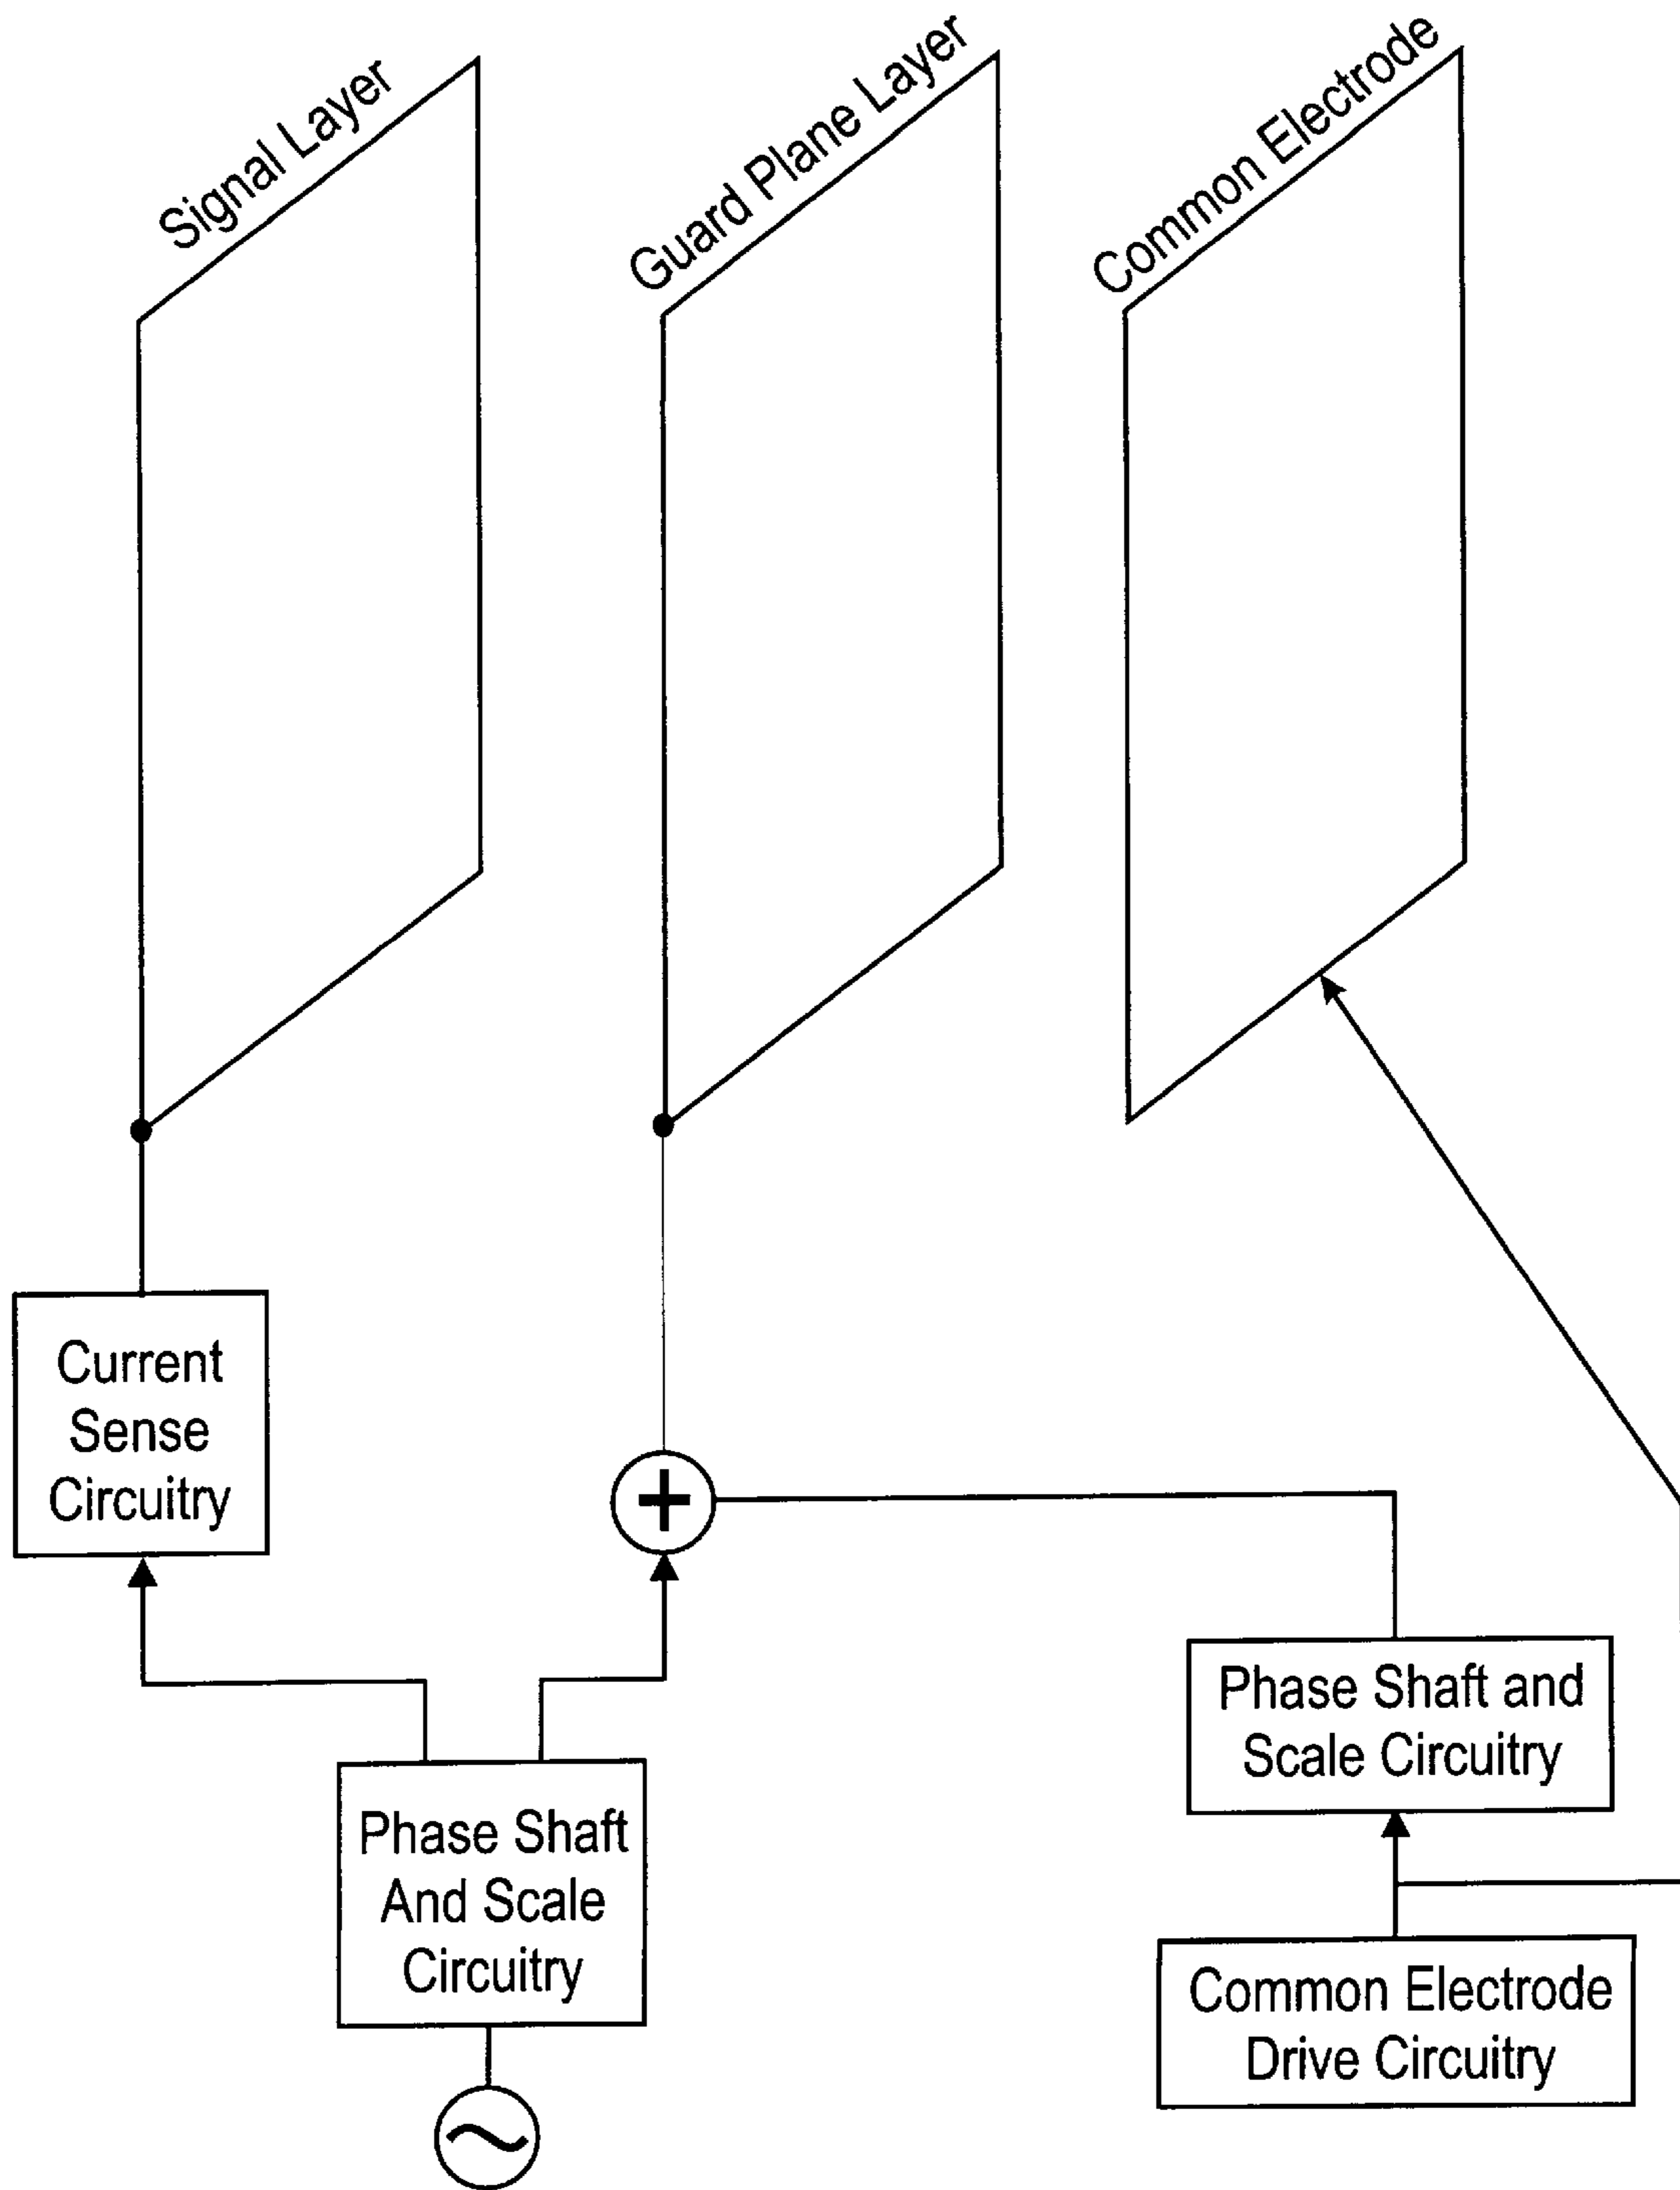 Signal Layer
Guard Plane Layer
Common Electrode
Current
Sense
Circuitry
+
Phase Shaft and
Scale Circuitry
Phase Shaft
And Scale
Circuitry
Common Electrode
Drive Circuitry